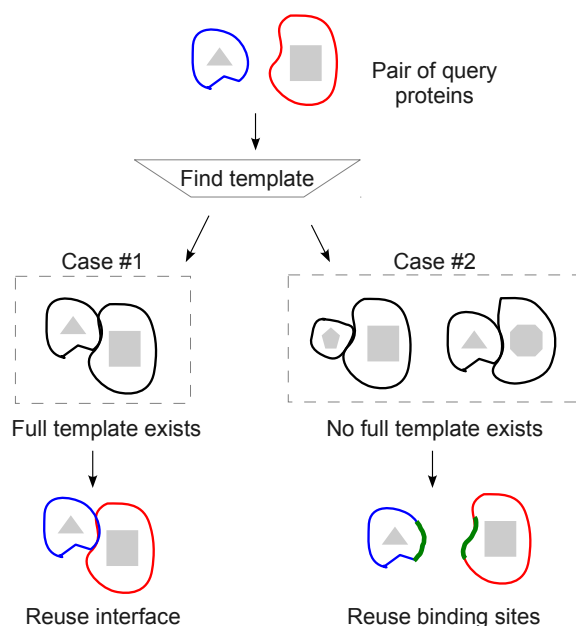 Pair of query
proteins
Find template
Case #1
Case #2
Full template exists
No full template exists
Reuse interface
Reuse binding sites